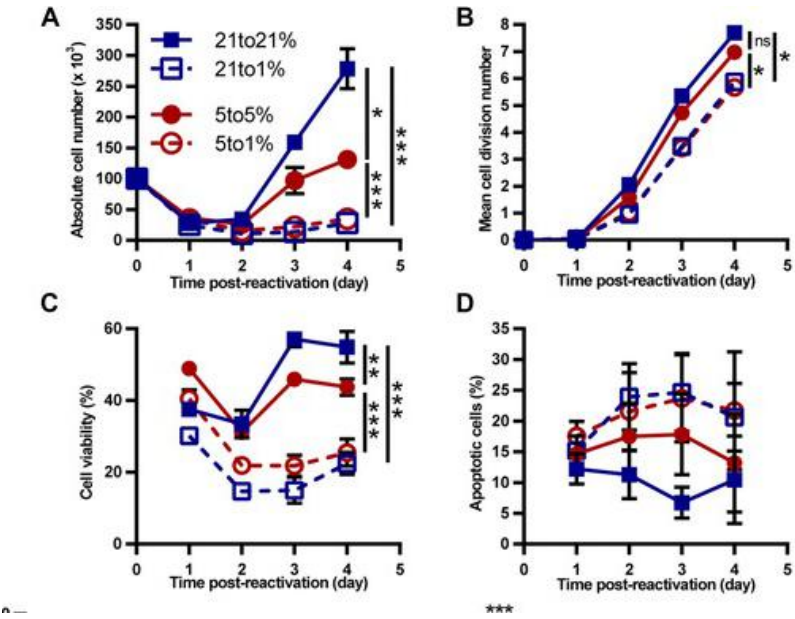 A
Absolute cell number (x 10³)
350
300
250
200
150
100
50
0
21to21%
21to1%
5to5%
5to1%
*
***
***
0 1 2 3 4 5
Time post-reactivation (day)
B
Mean cell division number
8
7
6
5
4
3
2
1
0
ns
*
*
0 1 2 3 4 5
Time post-reactivation (day)
C
Cell viability (%)
60
40
20
0
**
***
***
0 1 2 3 4 5
Time post-reactivation (day)
D
Apoptotic cells (%)
35
30
25
20
15
10
5
0
0 1 2 3 4 5
Time post-reactivation (day)
***